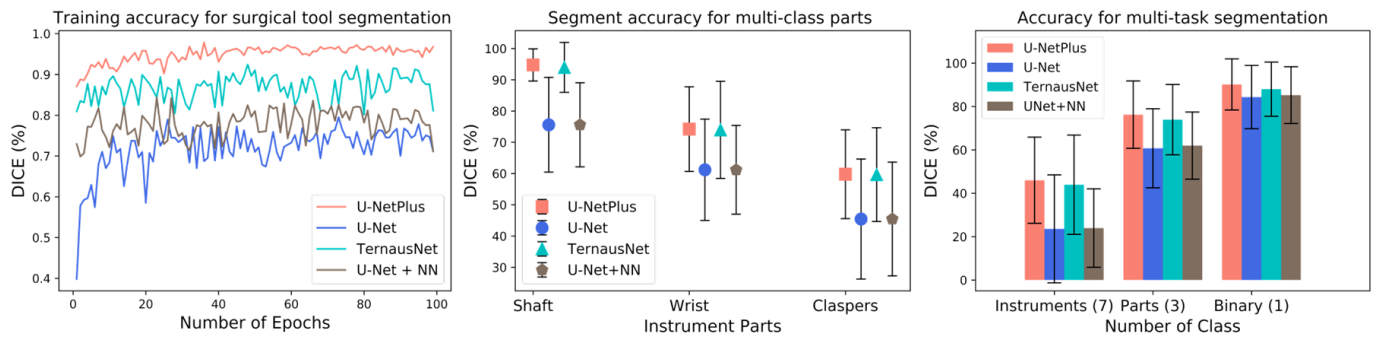 Training accuracy for surgical tool segmentation
DICE (%)
1.0
0.9
0.8
0.7
0.6
0.5
0.4
U-NetPlus
U-Net
TernausNet
U-Net + NN
0 20 40 60 80 100
Number of Epochs
Segment accuracy for multi-class parts
DICE (%)
100
90
80
70
60
50
40
30
U-NetPlus
U-Net
TernausNet
U-Net+NN
Shaft Wrist Claspers
Instrument Parts
Accuracy for multi-task segmentation
DICE (%)
100
80
60
40
20
0
U-NetPlus
U-Net
TernausNet
UNet+NN
Instruments (7) Parts (3) Binary (1)
Number of Class